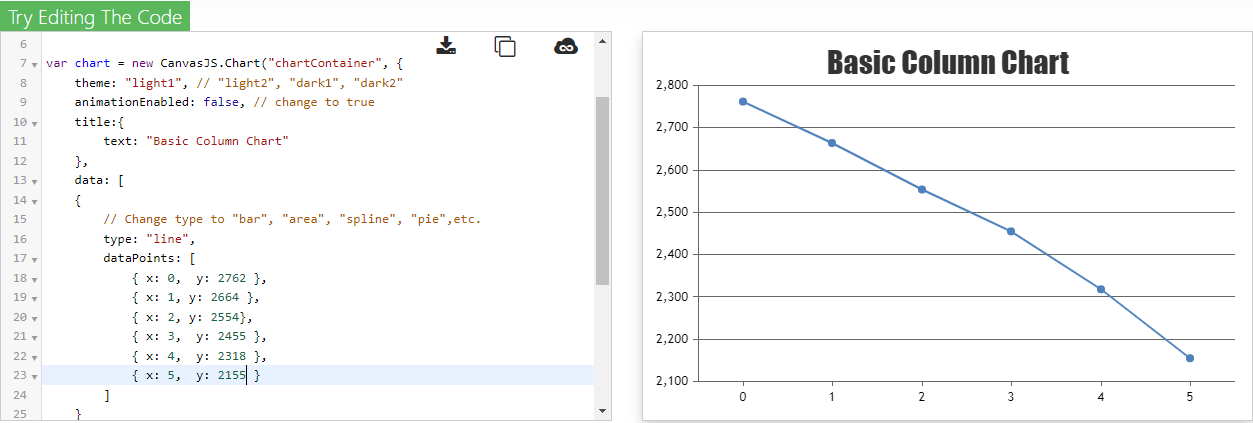 Try Editing The Code
6
7 var chart = new CanvasJS.Chart("chartContainer", {
8 theme: "light1", // "light2", "dark1", "dark2"
9 animationEnabled: false, // change to true
10 title:{
11 text: "Basic Column Chart"
12 },
13 data: [
14 {
15 // Change type to "bar", "area", "spline", "pie",etc.
16 type: "line",
17 dataPoints: [
18 { x: 0,  y: 2762 },
19 { x: 1, y: 2664 },
20 { x: 2, y: 2554},
21 { x: 3,  y: 2455 },
22 { x: 4,  y: 2318 },
23 { x: 5,  y: 2155 }
24 ]
25 }
Basic Column Chart
2,800
2,700
2,600
2,500
2,400
2,300
2,200
2,100
0 1 2 3 4 5